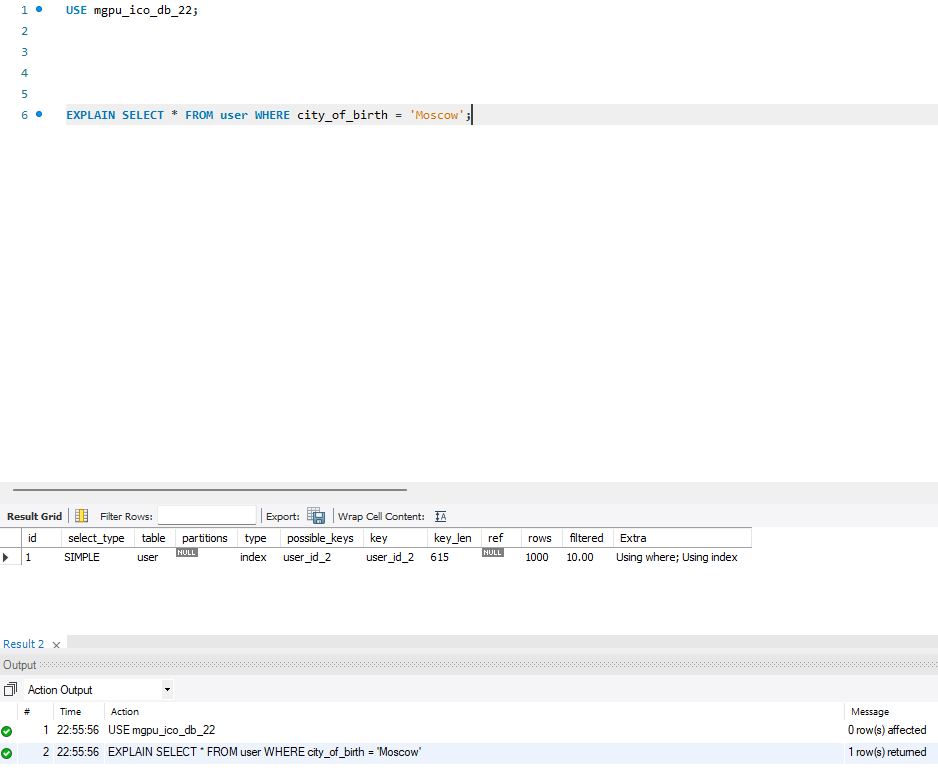 1 USE mgpu_ico_db_22;
2
3
4
5
6 EXPLAIN SELECT * FROM user WHERE city_of_birth = 'Moscow';
Result Grid Filter Rows: Export: Wrap Cell Content: IA
id select_type table partitions type possible_keys key key_len ref rows filtered Extra
1 SIMPLE user NULL index user_id_2 user_id_2 615 NULL 1000 10.00 Using where; Using index
Result 2 ×
Output
Action Output
# Time Action Message
1 22:55:56 USE mgpu_ico_db_22 0 row(s) affected
2 22:55:56 EXPLAIN SELECT * FROM user WHERE city_of_birth = 'Moscow' 1 row(s) returned